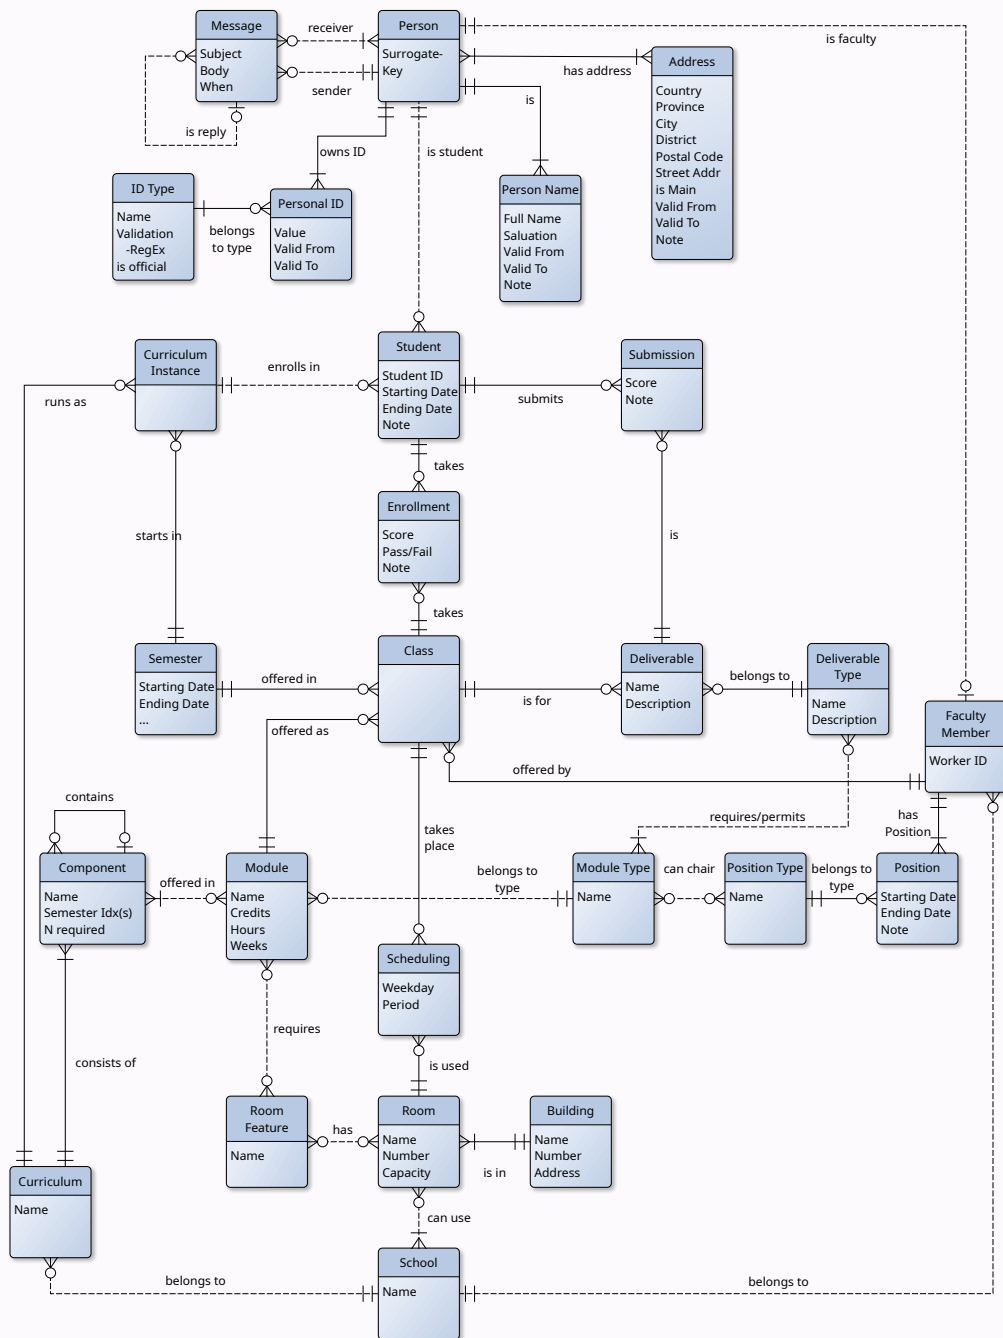 Message
Subject
Body
When
receiver
sender
is reply
Person
Surrogate-
Key
is faculty
has address
Address
Country
Province
City
District
Postal Code
Street Addr
is Main
Valid From
Valid To
Note
is
owns ID
is student
ID Type
Name
Validation
-RegEx
is official
belongs
to type
Personal ID
Value
Valid From
Valid To
Person Name
Full Name
Saluation
Valid From
Valid To
Note
Curriculum
Instance
enrolls in
Student
Student ID
Starting Date
Ending Date
Note
submits
Submission
Score
Note
runs as
takes
Enrollment
Score
Pass/Fail
Note
starts in
is
takes
Semester
Starting Date
Ending Date
...
offered in
Class
is for
Deliverable
Name
Description
belongs to
Deliverable
Type
Name
Description
Faculty
Member
Worker ID
offered as
offered by
contains
takes
place
requires/permits
has
Position
Component
Name
Semester Idx(s)
N required
offered in
Module
Name
Credits
Hours
Weeks
belongs to
type
Module Type
Name
can chair
Position Type
Name
belongs to
type
Position
Starting Date
Ending Date
Note
Scheduling
Weekday
Period
requires
consists of
is used
Room
Feature
Name
has
Room
Name
Number
Capacity
is in
Building
Name
Number
Address
Curriculum
Name
can use
belongs to
School
Name
belongs to